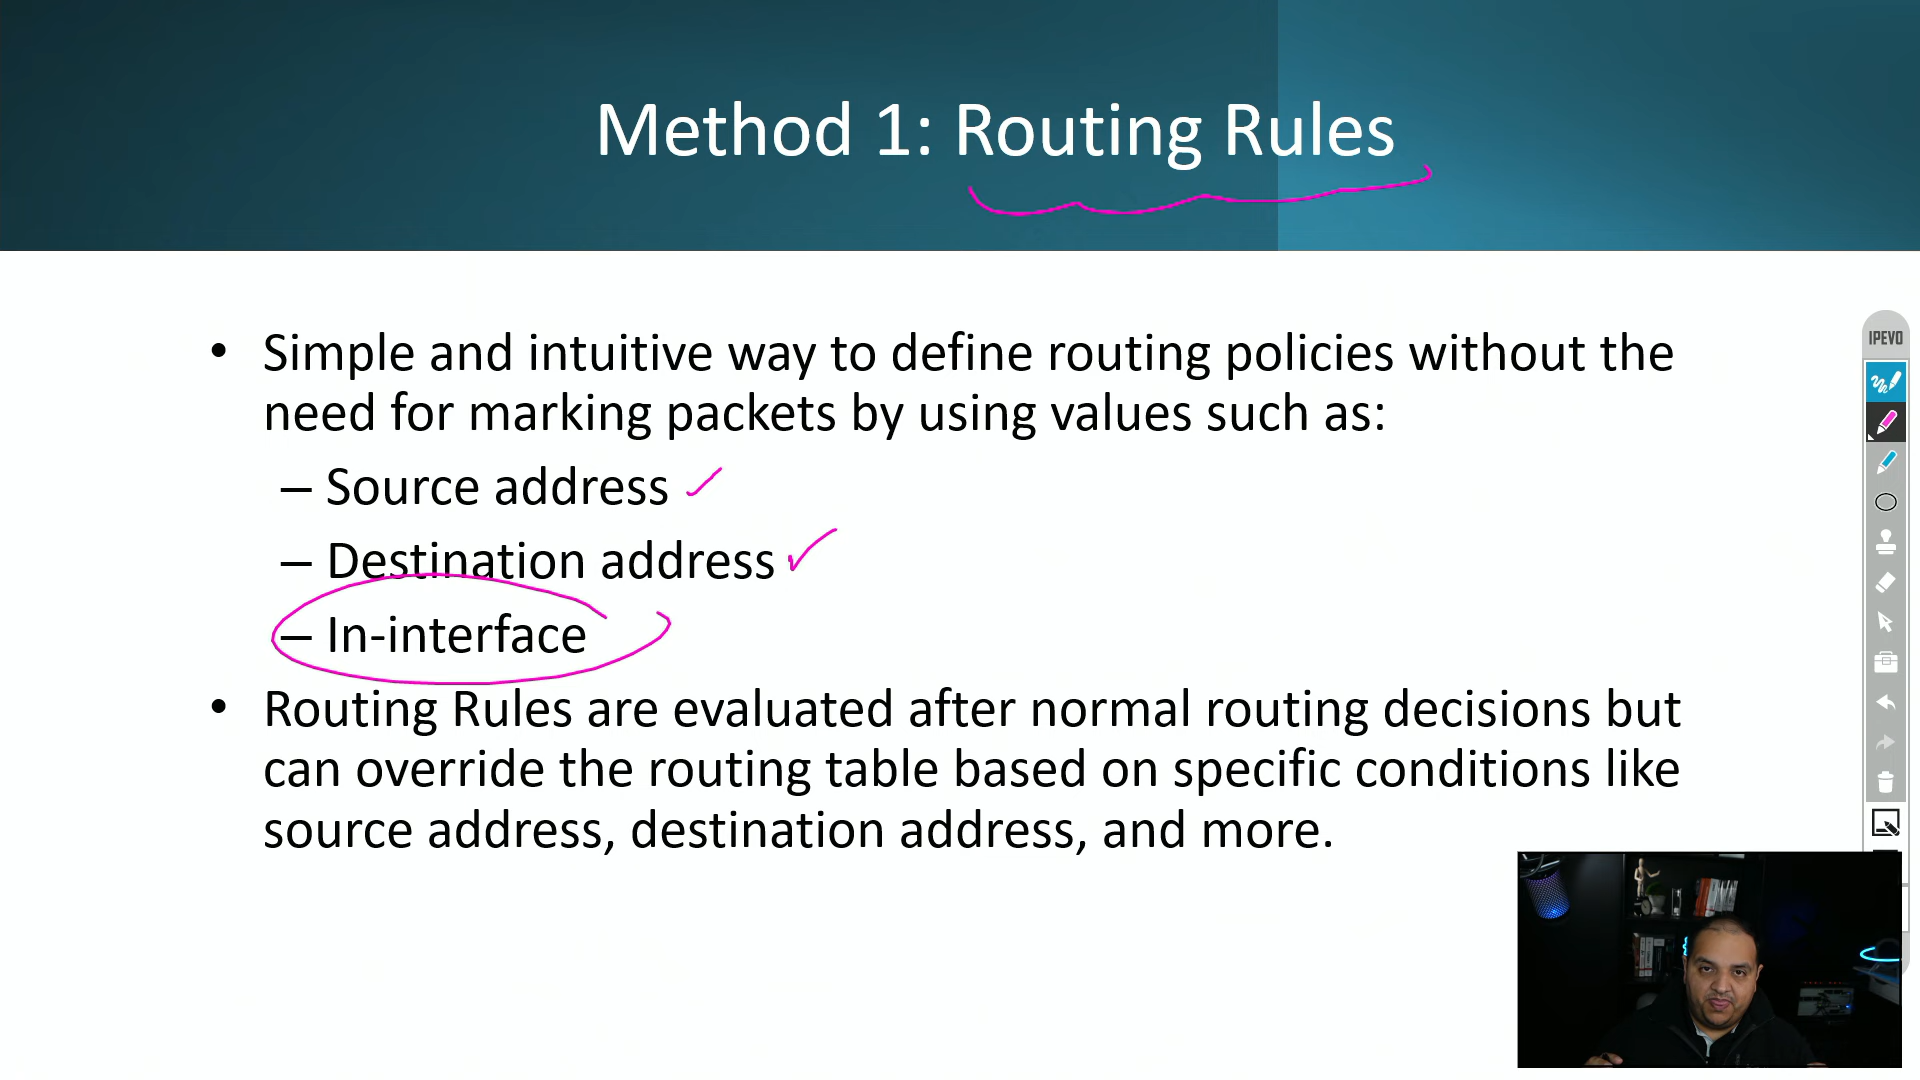 Method 1: Routing Rules
• Simple and intuitive way to define routing policies without the
need for marking packets by using values such as:
– Source address
– Destination address
– In-interface
• Routing Rules are evaluated after normal routing decisions but
can override the routing table based on specific conditions like
source address, destination address, and more.
IPEVO